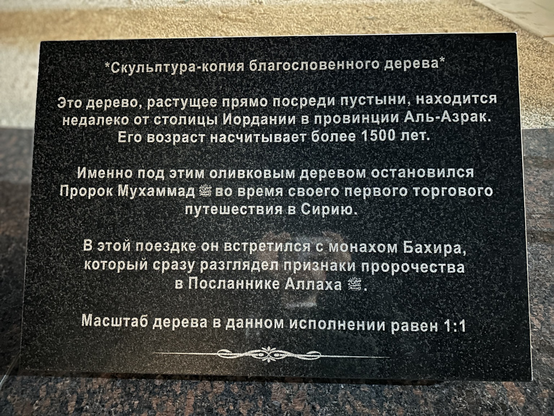 *Скульптура-копия благословенного дерева*
Это дерево, растущее прямо посреди пустыни, находится
недалеко от столицы Иордании в провинции Аль-Азрак.
Его возраст насчитывает более 1500 лет.
Именно под этим оливковым деревом остановился
Пророк Мухаммад ﷺ во время своего первого торгового
путешествия в Сирию.
В этой поездке он встретился с монахом Бахира,
который сразу разглядел признаки пророчества
в Посланнике Аллаха ﷺ.
Масштаб дерева в данном исполнении равен 1:1